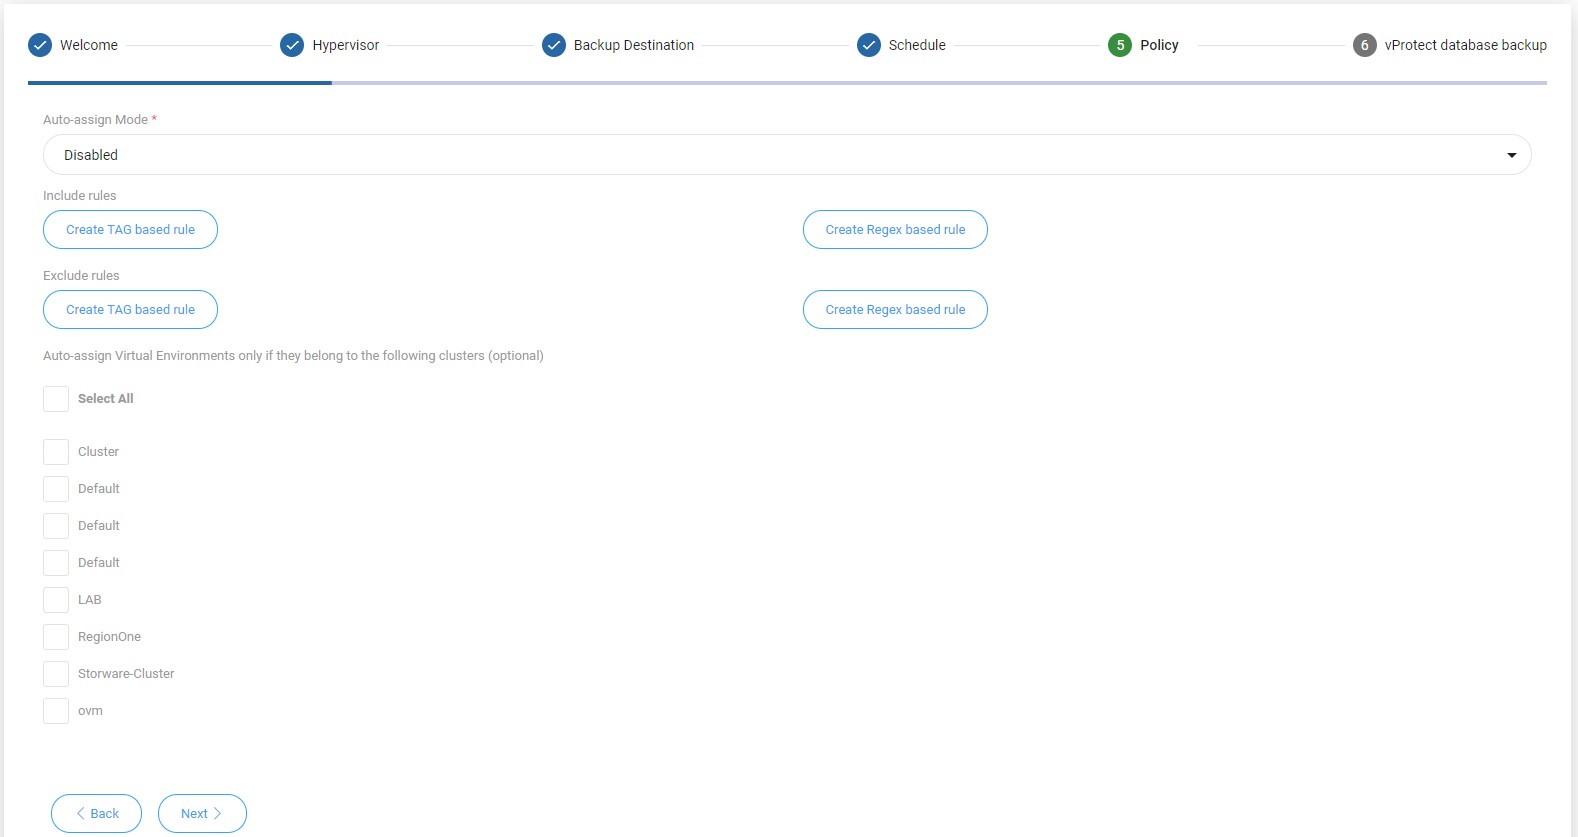 Welcome
Hypervisor
Backup Destination
Schedule
5 Policy
6 vProtect database backup
Auto-assign Mode *
Disabled
Include rules
Create TAG based rule
Create Regex based rule
Exclude rules
Create TAG based rule
Create Regex based rule
Auto-assign Virtual Environments only if they belong to the following clusters (optional)
Select All
Cluster
Default
Default
Default
LAB
RegionOne
Storware-Cluster
ovm
Back
Next